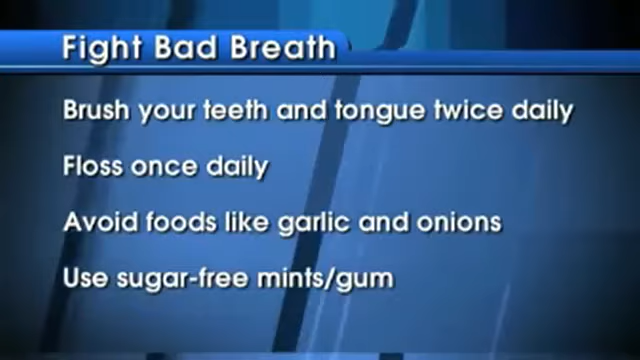 Fight Bad Breath
Brush your teeth and tongue twice daily
Floss once daily
Avoid foods like garlic and onions
Use sugar-free mints/gum